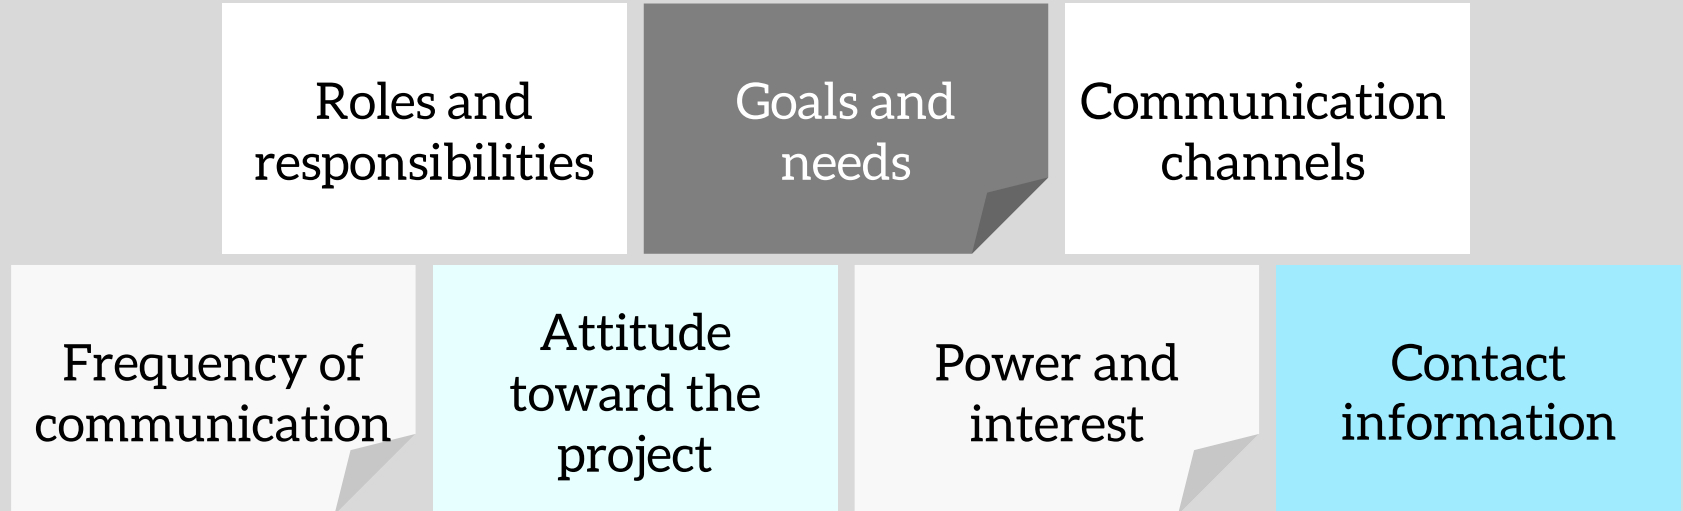 Roles and
responsibilities
Goals and
needs
Communication
channels
Frequency of
communication
Attitude
toward the
project
Power and
interest
Contact
information